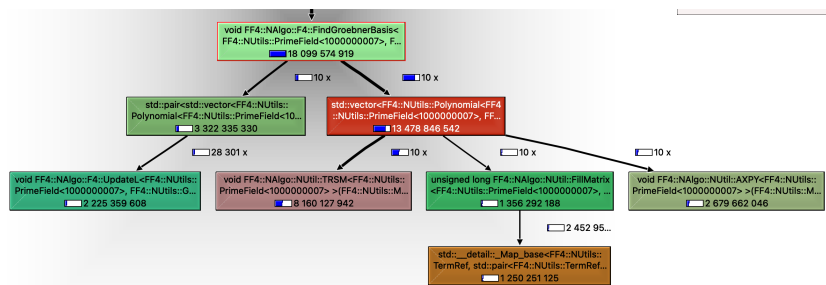 void FF4::NAlgo::F4::FindGroebnerBasis<
FF4::NUtils::PrimeField<1000000007>, F...
18 099 574 919
10 x
10 x
std::pair<std::vector<FF4::NUtils::
Polynomial<FF4::NUtils::PrimeField<10...
3 322 335 330
std::vector<FF4::NUtils::Polynomial<FF4
::NUtils::PrimeField<1000000007>, FF...
13 478 846 542
28 301 x
10 x
10 x
10 x
void FF4::NAlgo::F4::UpdateL<FF4::NUtils::
PrimeField<1000000007>, FF4::NUtils::G...
2 225 359 608
void FF4::NAlgo::NUtil::TRSM<FF4::NUtils::
PrimeField<1000000007> >(FF4::NUtils::M...
8 160 127 942
unsigned long FF4::NAlgo::NUtil::FillMatrix
<FF4::NUtils::PrimeField<1000000007>, ...
1 356 292 188
void FF4::NAlgo::NUtil::AXPY<FF4::NUtils::
PrimeField<1000000007> >(FF4::NUtils::M...
2 679 662 046
2 452 95...
std::__detail::_Map_base<FF4::NUtils::
TermRef, std::pair<FF4::NUtils::TermRef...
1 250 251 125